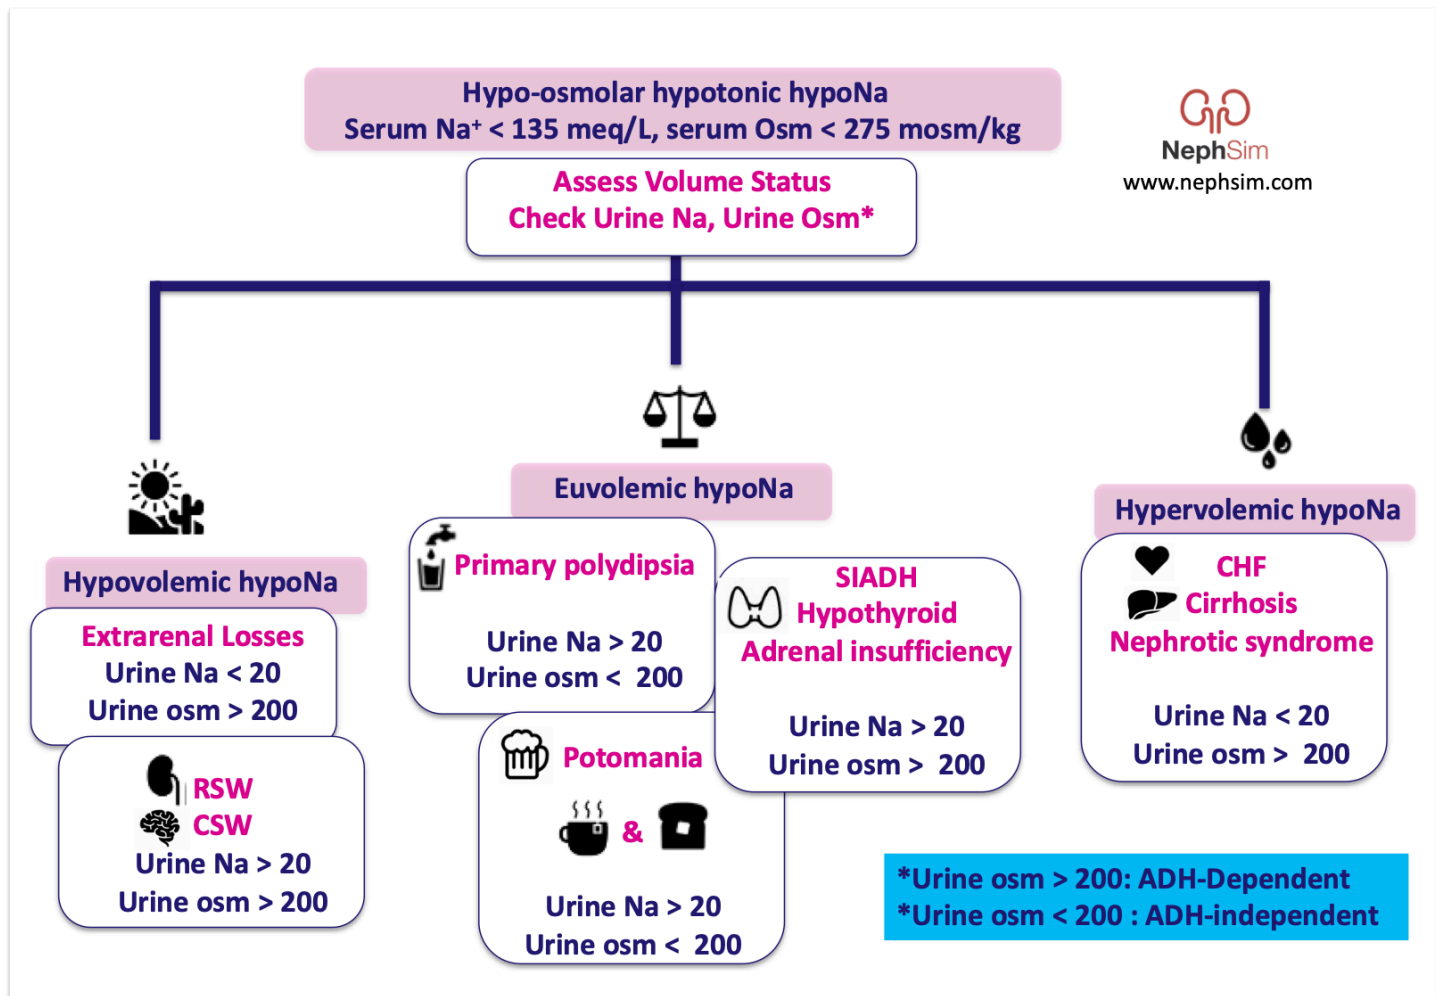 Hypo-osmolar hypotonic hypoNa
Serum Na⁺ < 135 meq/L, serum Osm < 275 mosm/kg
NephSim
www.nephsim.com
Assess Volume Status
Check Urine Na, Urine Osm*
Hypovolemic hypoNa
Extrarenal Losses
Urine Na < 20
Urine osm > 200
RSW
CSW
Urine Na > 20
Urine osm > 200
Euvolemic hypoNa
Primary polydipsia
Urine Na > 20
Urine osm < 200
SIADH
Hypothyroid
Adrenal insufficiency
Urine Na > 20
Urine osm > 200
Potomania
&
Urine Na > 20
Urine osm < 200
Hypervolemic hypoNa
CHF
Cirrhosis
Nephrotic syndrome
Urine Na < 20
Urine osm > 200
*Urine osm > 200: ADH-Dependent
*Urine osm < 200 : ADH-independent